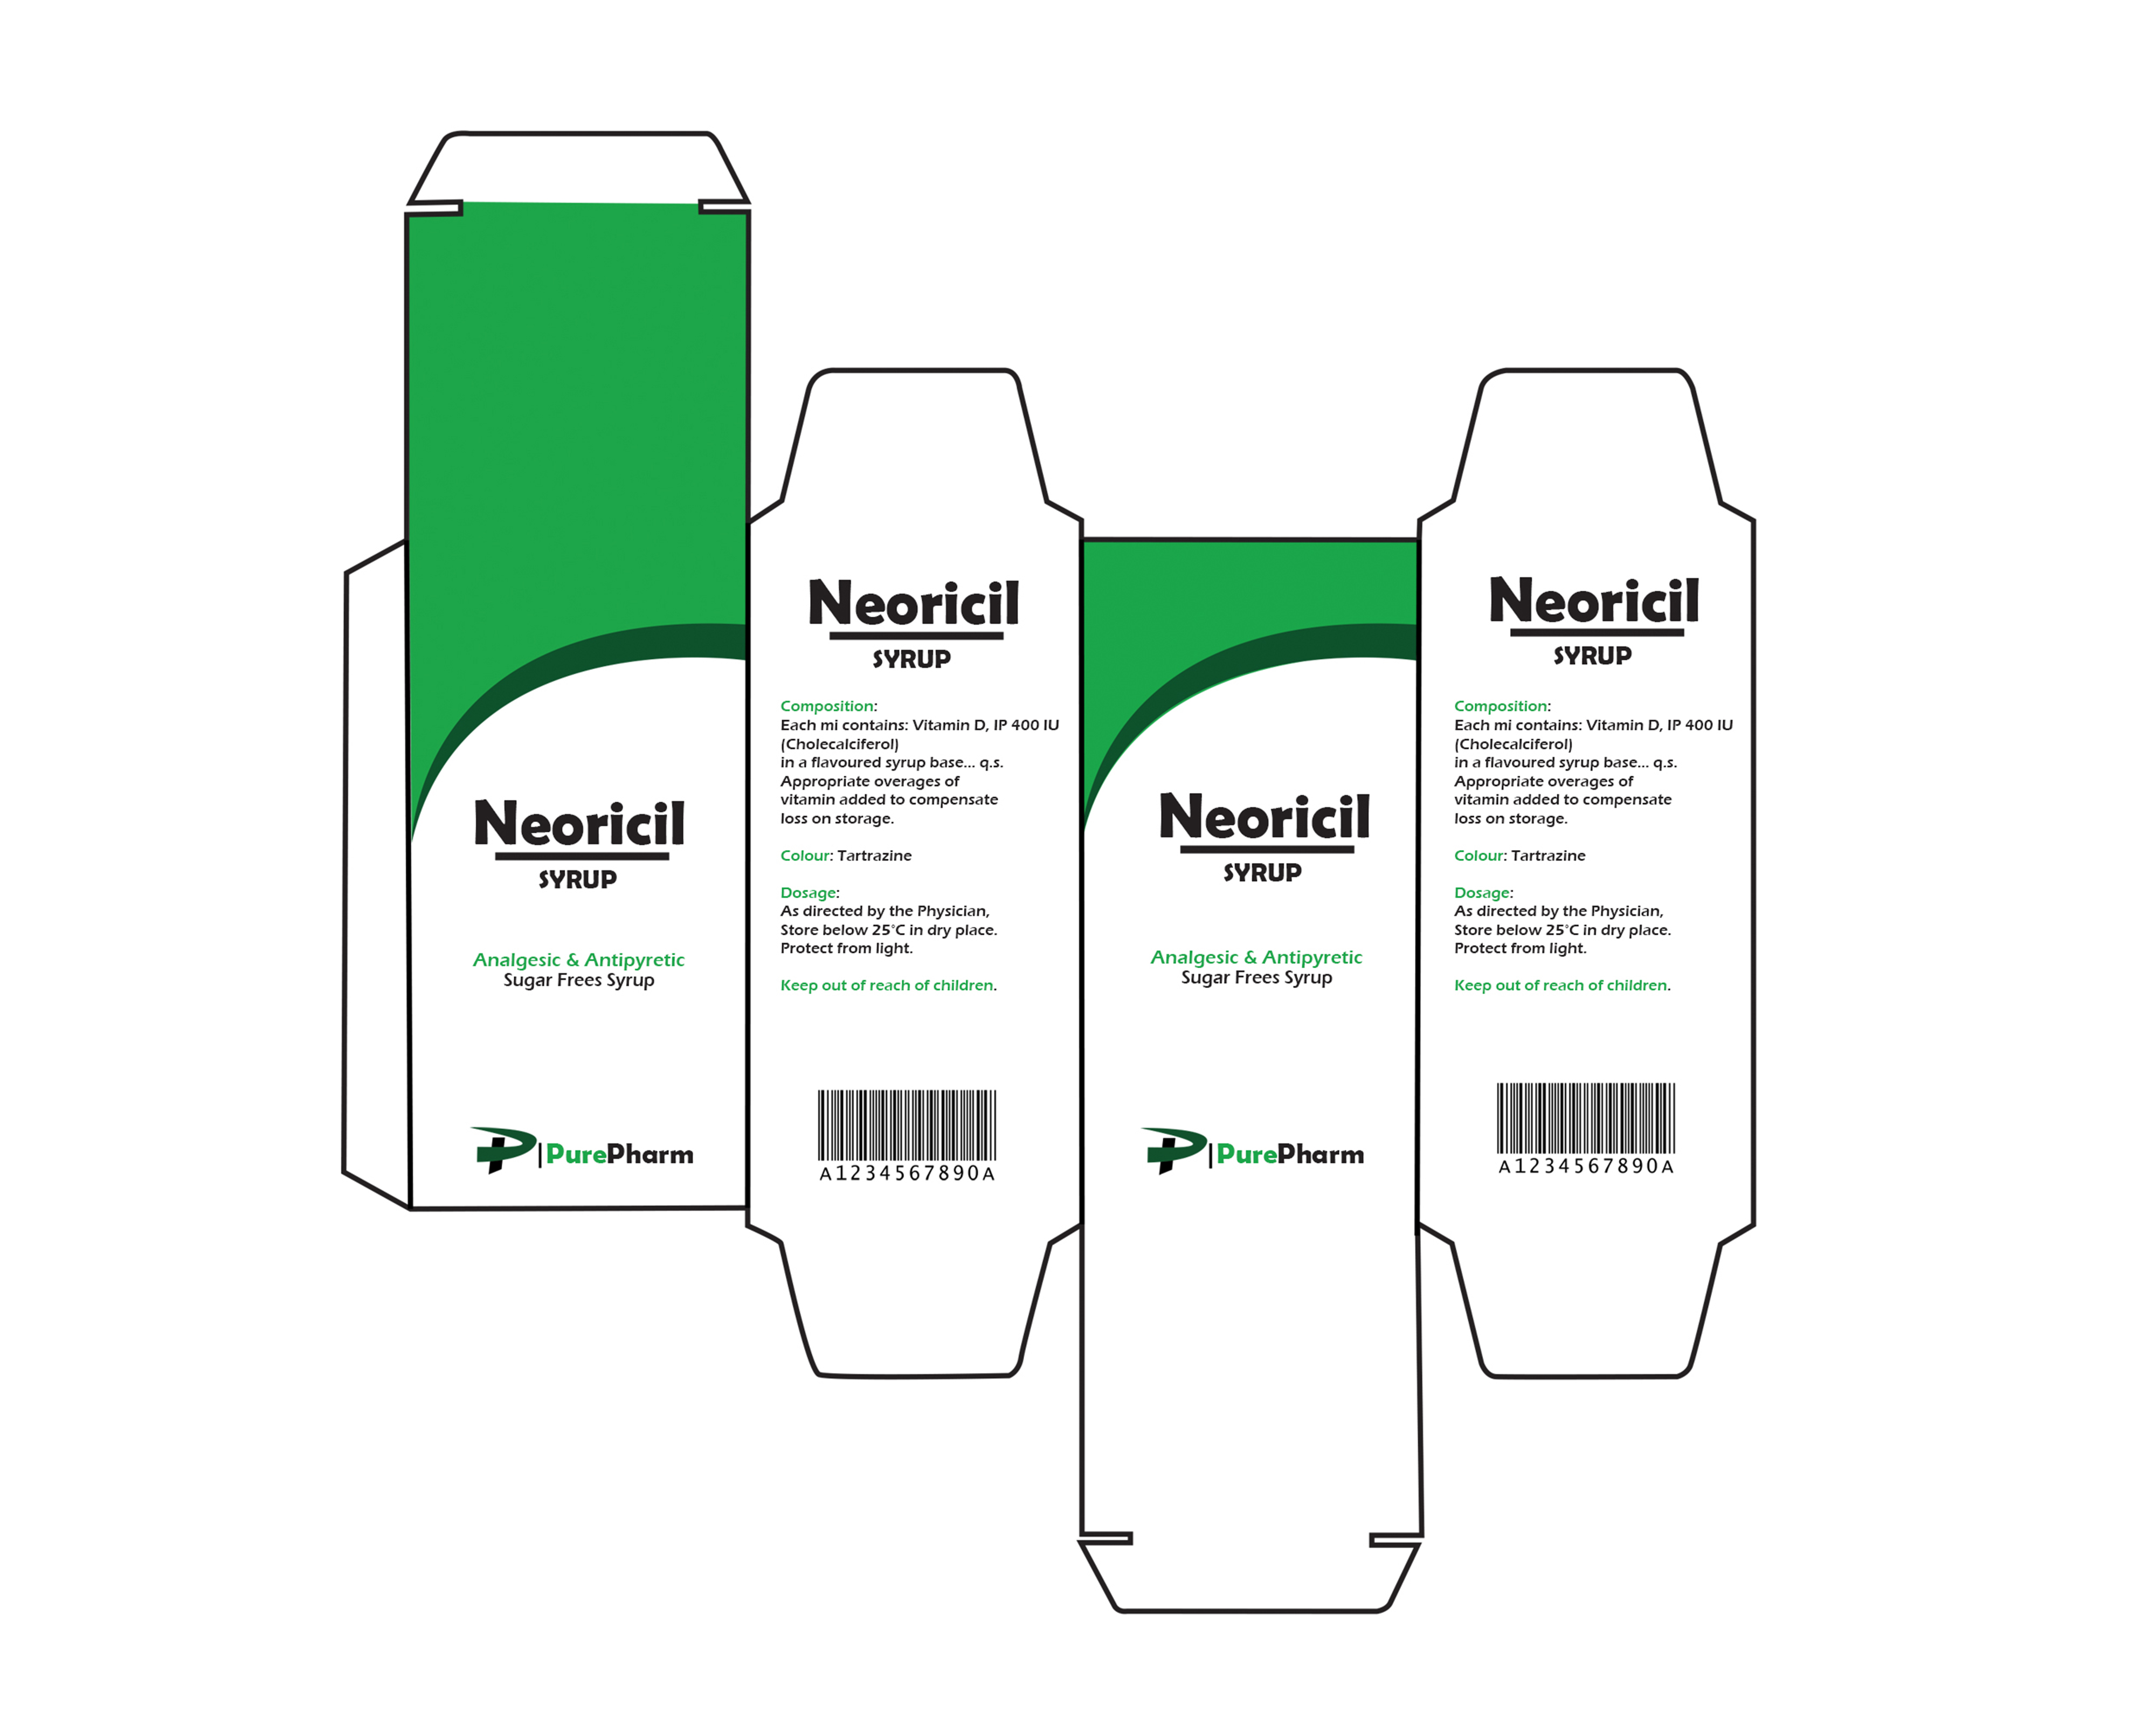 Neoricil
SYRUP
Analgesic & Antipyretic
Sugar Frees Syrup
PurePharm
Neoricil
SYRUP
Composition:
Each mi contains: Vitamin D, IP 400 IU
(Cholecalciferol)
in a flavoured syrup base... q.s.
Appropriate overages of
vitamin added to compensate
loss on storage.
Colour: Tartrazine
Dosage:
As directed by the Physician,
Store below 25°C in dry place.
Protect from light.
Keep out of reach of children.
A1234567890A
Neoricil
SYRUP
Analgesic & Antipyretic
Sugar Frees Syrup
PurePharm
Neoricil
SYRUP
Composition:
Each mi contains: Vitamin D, IP 400 IU
(Cholecalciferol)
in a flavoured syrup base... q.s.
Appropriate overages of
vitamin added to compensate
loss on storage.
Colour: Tartrazine
Dosage:
As directed by the Physician,
Store below 25°C in dry place.
Protect from light.
Keep out of reach of children.
A1234567890A